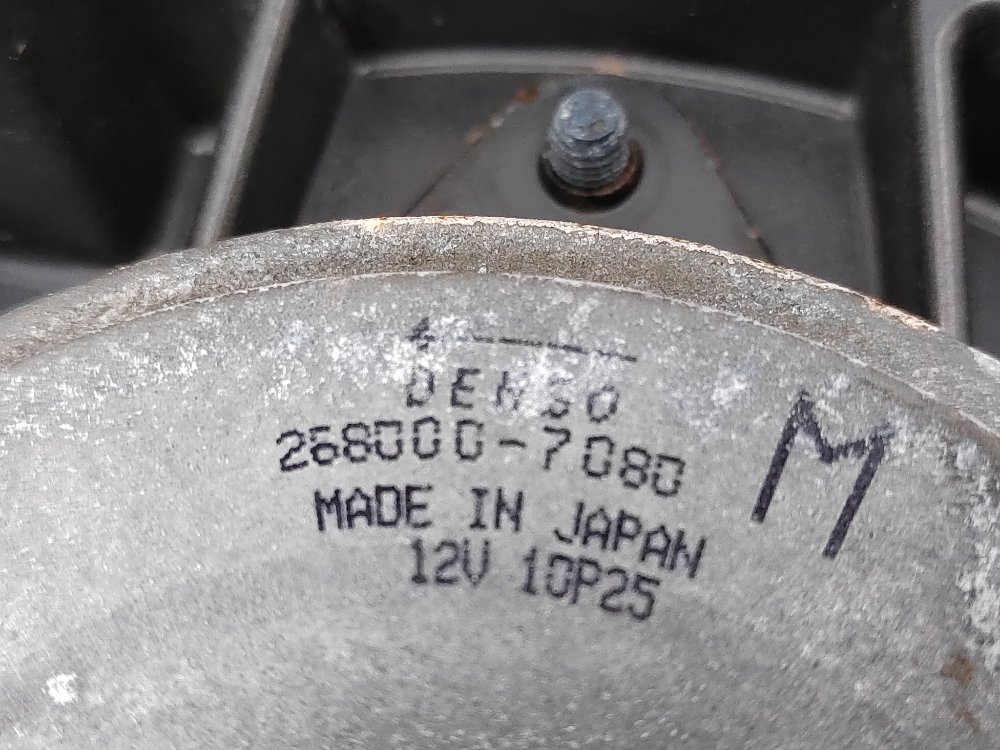 DENSO
268000-7080
MADE IN JAPAN
12V 10P25
M